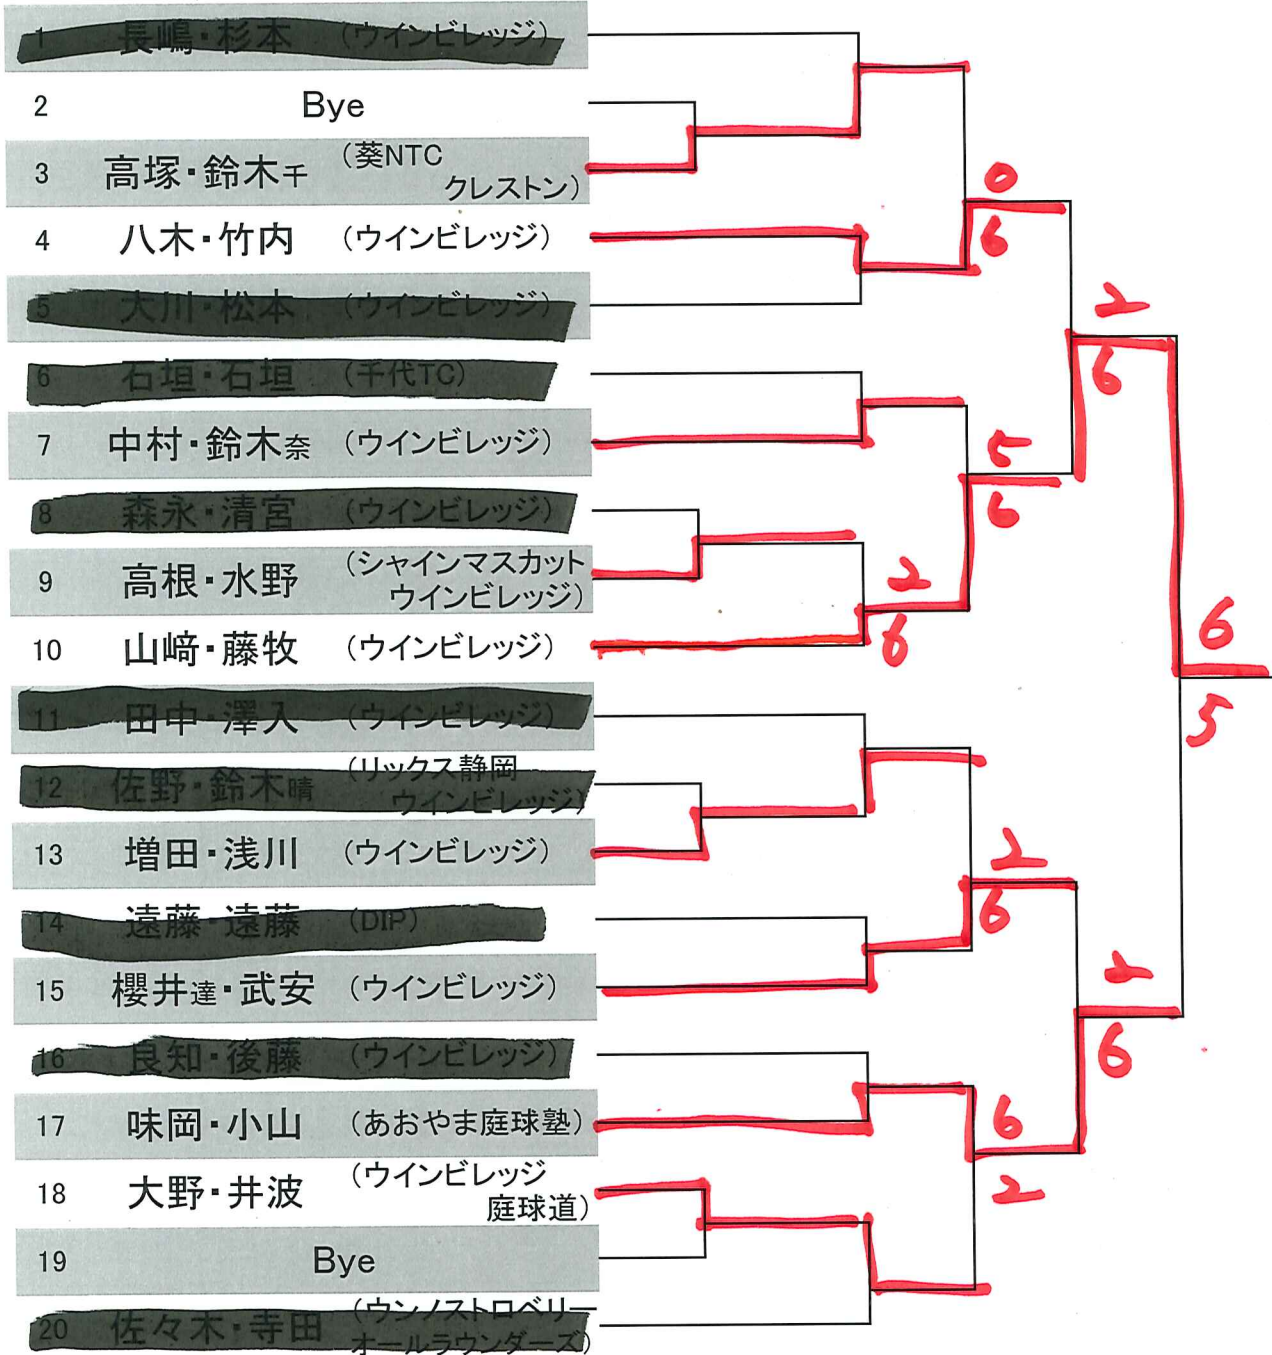 1 長嶋・杉本 (ウインビレッジ)
2 Bye
3 高塚・鈴木千 (葵NTC
クレストン)
4 八木・竹内 (ウインビレッジ)
5 大川・松本 (ウインビレッジ)
6 石垣・石垣 (千代TC)
7 中村・鈴木奈 (ウインビレッジ)
8 森永・清宮 (ウインビレッジ)
9 高根・水野 (シャインマスカット
ウインビレッジ)
10 山﨑・藤牧 (ウインビレッジ)
11 田中・澤入 (ウインビレッジ)
12 佐野・鈴木晴 (リックス静岡
ウインビレッジ)
13 増田・浅川 (ウインビレッジ)
14 遠藤・遠藤 (DIP)
15 櫻井達・武安 (ウインビレッジ)
16 良知・後藤 (ウインビレッジ)
17 味岡・小山 (あおやま庭球塾)
18 大野・井波 (ウインビレッジ
庭球道)
19 Bye
20 佐々木・寺田 (ウンノストロベリー
オールラウンダーズ)
0
6
2
6
5
6
2
6
6
5
2
6
2
6
6
2